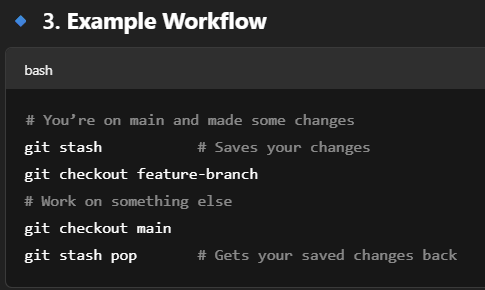 3. Example Workflow
bash
# You’re on main and made some changes
git stash # Saves your changes
git checkout feature-branch
# Work on something else
git checkout main
git stash pop # Gets your saved changes back